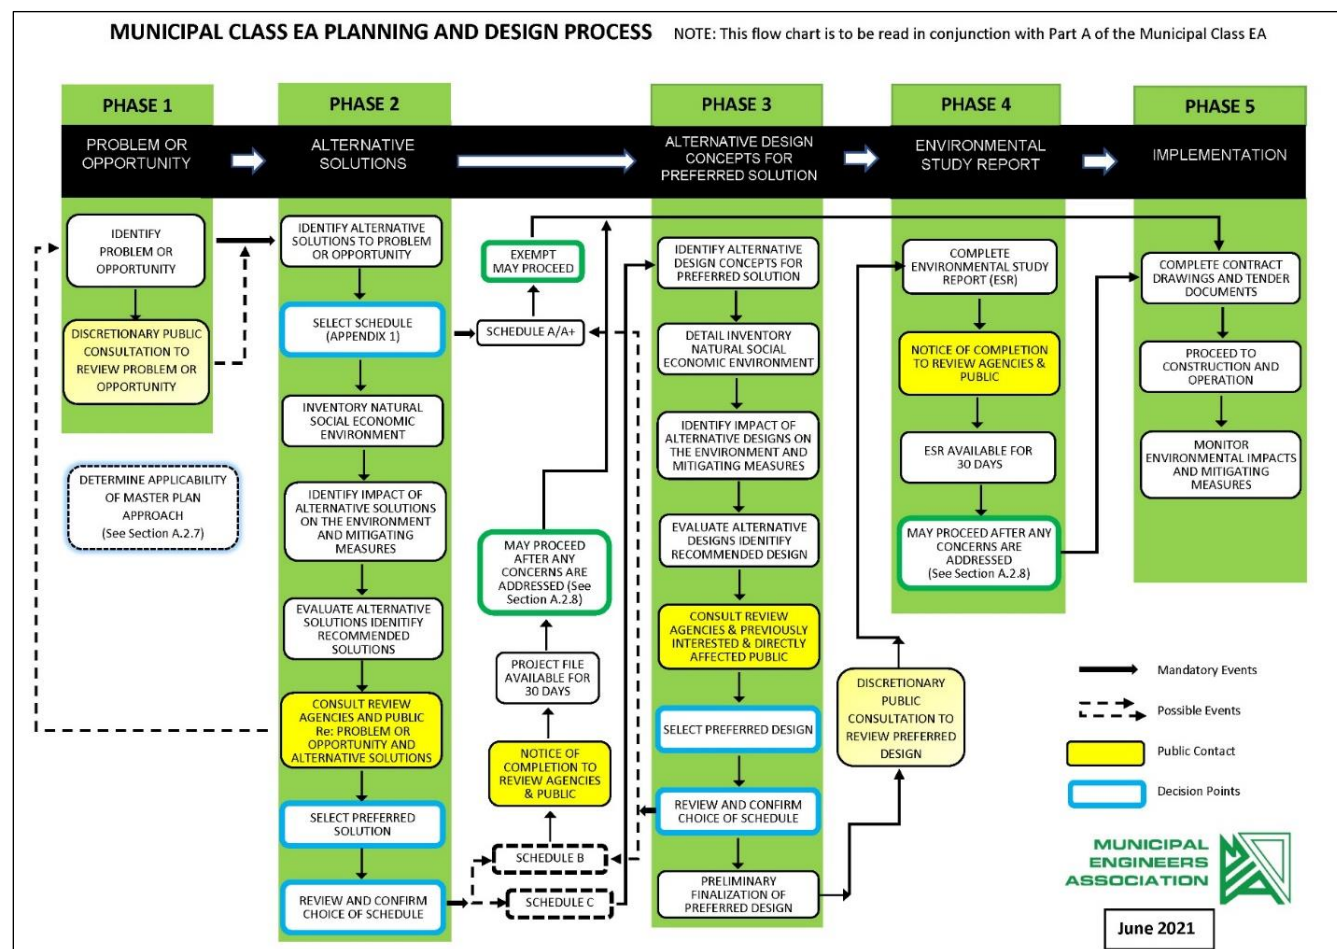 MUNICIPAL CLASS EA PLANNING AND DESIGN PROCESS
NOTE: This flow chart is to be read in conjunction with Part A of the Municipal Class EA
PHASE 1
PHASE 2
PHASE 3
PHASE 4
PHASE 5
PROBLEM OR
OPPORTUNITY
ALTERNATIVE
SOLUTIONS
ALTERNATIVE DESIGN
CONCEPTS FOR
PREFERRED SOLUTION
ENVIRONMENTAL
STUDY REPORT
IMPLEMENTATION
IDENTIFY
PROBLEM OR
OPPORTUNITY
DISCRETIONARY PUBLIC
CONSULTATION TO
REVIEW PROBLEM OR
OPPORTUNITY
DETERMINE APPLICABILITY
OF MASTER PLAN
APPROACH
(See Section A.2.7)
IDENTIFY ALTERNATIVE
SOLUTIONS TO PROBLEM
OR OPPORTUNITY
SELECT SCHEDULE
(APPENDIX 1)
INVENTORY NATURAL
SOCIAL ECONOMIC
ENVIRONMENT
IDENTIFY IMPACT OF
ALTERNATIVE SOLUTIONS
ON THE ENVIRONMENT
AND MITIGATING
MEASURES
EVALUATE ALTERNATIVE
SOLUTIONS IDENTIFY
RECOMMENDED
SOLUTIONS
CONSULT REVIEW
AGENCIES AND PUBLIC
Re: PROBLEM OR
OPPORTUNITY AND
ALTERNATIVE SOLUTIONS
SELECT PREFERRED
SOLUTION
REVIEW AND CONFIRM
CHOICE OF SCHEDULE
EXEMPT
MAY PROCEED
SCHEDULE A/A+
MAY PROCEED
AFTER ANY
CONCERNS ARE
ADDRESSED (See
Section A.2.8)
PROJECT FILE
AVAILABLE FOR
30 DAYS
NOTICE OF
COMPLETION TO
REVIEW AGENCIES
& PUBLIC
SCHEDULE B
SCHEDULE C
IDENTIFY ALTERNATIVE
DESIGN CONCEPTS FOR
PREFERRED SOLUTION
DETAIL INVENTORY
NATURAL SOCIAL
ECONOMIC ENVIRONMENT
IDENTIFY IMPACT OF
ALTERNATIVE DESIGNS ON
THE ENVIRONMENT AND
MITIGATING MEASURES
EVALUATE ALTERNATIVE
DESIGNS IDEINTIFY
RECOMMENDED DESIGN
CONSULT REVIEW
AGENCIES & PREVIOUSLY
INTERESTED & DIRECTLY
AFFECTED PUBLIC
SELECT PREFERRED DESIGN
REVIEW AND CONFIRM
CHOICE OF SCHEDULE
PRELIMINARY
FINALIZATION OF
PREFERRED DESIGN
DISCRETIONARY
PUBLIC
CONSULTATION TO
REVIEW PREFERRED
DESIGN
COMPLETE
ENVIRONMENTAL STUDY
REPORT (ESR)
NOTICE OF COMPLETION
TO REVIEW AGENCIES &
PUBLIC
ESR AVAILABLE FOR
30 DAYS
MAY PROCEED AFTER ANY
CONCERNS ARE
ADDRESSED
(See Section A.2.8)
COMPLETE CONTRACT
DRAWINGS AND TENDER
DOCUMENTS
PROCEED TO
CONSTRUCTION AND
OPERATION
MONITOR
ENVIRONMENTAL IMPACTS
AND MITIGATING
MEASURES
Mandatory Events
Possible Events
Public Contact
Decision Points
MUNICIPAL
ENGINEERS
ASSOCIATION
June 2021